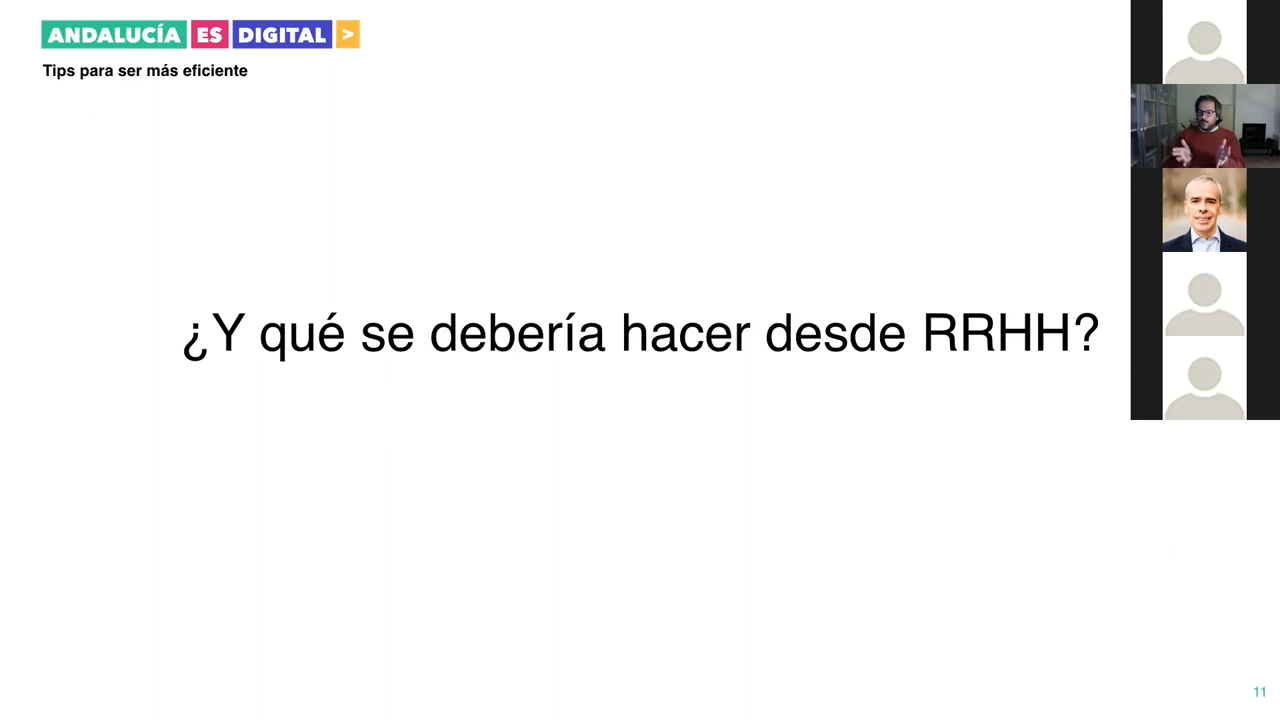 ANDALUCÍA ES DIGITAL >
Tips para ser más eficiente
¿Y qué se debería hacer desde RRHH?
11